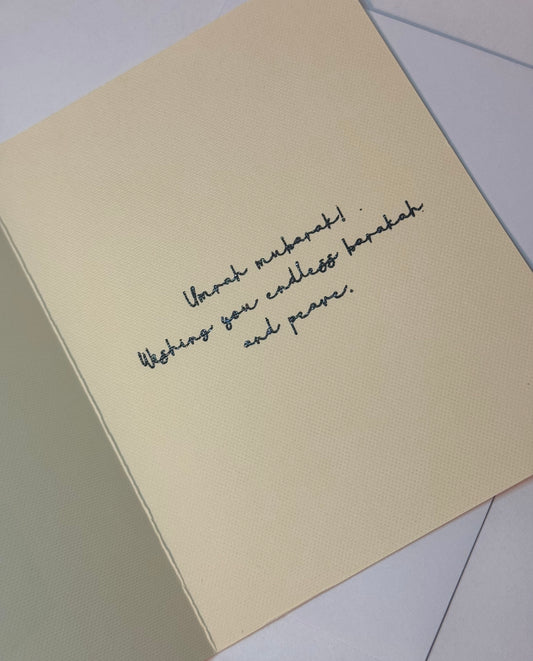 Umrah mubarak!
Wishing you endless barakah
and peace.